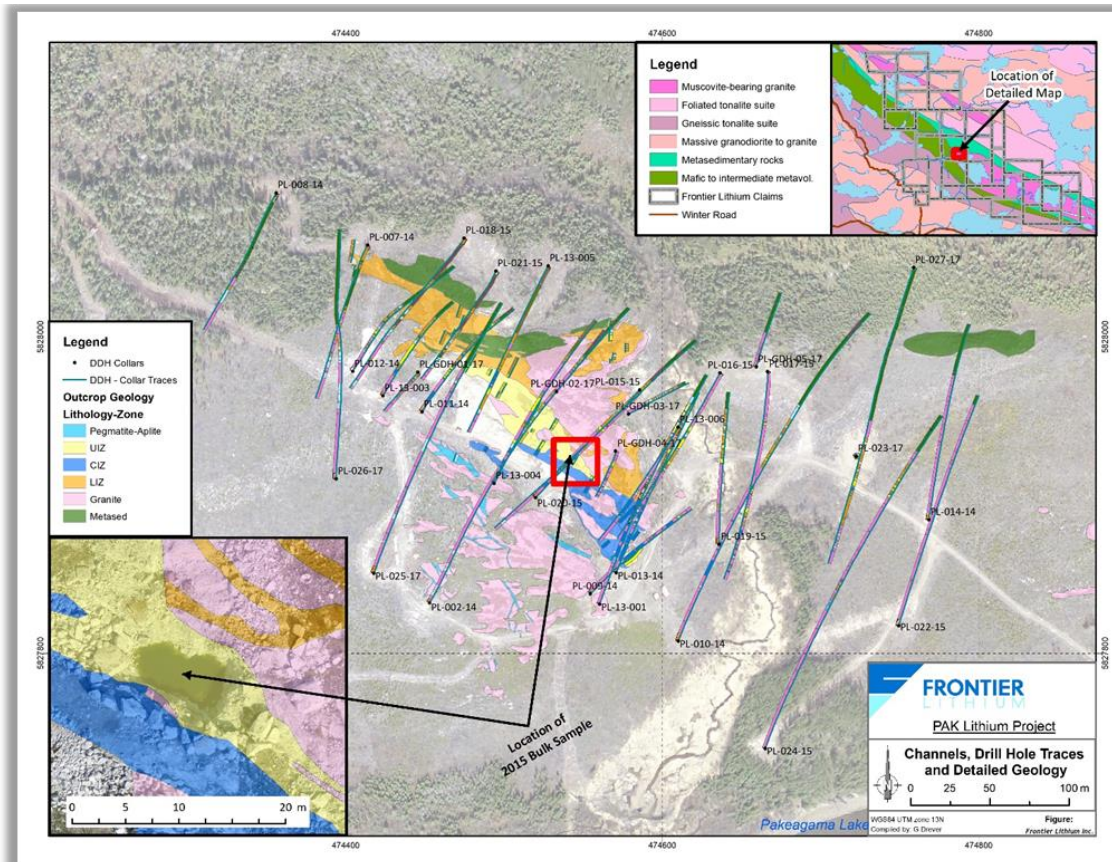 474400
474600
474800
Legend
Muscovite-bearing granite
Foliated tonalite suite
Gneissic tonalite suite
Massive granodiorite to granite
Metasedimentary rocks
Mafic to intermediate metavol.
Frontier Lithium Claims
Winter Road
Location of
Detailed Map
PL-008-14
PL-007-14
PL-018-15
PL-021-15
PL-13-005
PL-027-17
5828000
5828000
Legend
DDH Collars
DDH - Collar Traces
Outcrop Geology
Lithology-Zone
Pegmatite-Aplite
UIZ
CIZ
LIZ
Granite
Metased
PL-012-14
PL-GDH-01-17
PL-13-003
PL-011-14
PL-GDH-02-17
PL-015-15
PL-GDH-03-17
PL-016-15
PL-GDH-05-17
PL-017-15
PL-13-006
PL-GDH-04-17
PL-023-17
PL-026-17
PL-13-004
PL-020-15
PL-014-14
PL-019-15
PL-025-17
PL-013-14
PL-002-14
PL-009-14
PL-13-001
PL-022-15
PL-010-14
5827800
5827800
Location of
2015 Bulk Sample
PL-024-15
0 5 10 20 m
FRONTIER
LITHIUM
PAK Lithium Project
Channels, Drill Hole Traces
and Detailed Geology
0 25 50 100 m
Pakeagama Lake
WGS84 UTM zone 13N
Compiled by: G.Drever
Figure:
Frontier Lithium Inc.
474400
474600
474800